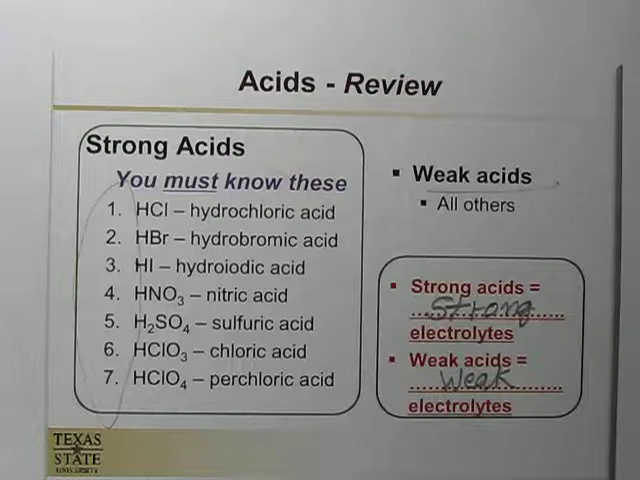 Acids - Review
Strong Acids
You must know these
1. HCl – hydrochloric acid
2. HBr – hydrobromic acid
3. HI – hydroiodic acid
4. HNO₃ – nitric acid
5. H₂SO₄ – sulfuric acid
6. HClO₃ – chloric acid
7. HClO₄ – perchloric acid
▪ Weak acids
▪ All others
▪ Strong acids =
...Strong......
electrolytes
▪ Weak acids =
......Weak.........
electrolytes
TEXAS
STATE
UNIVERSITY